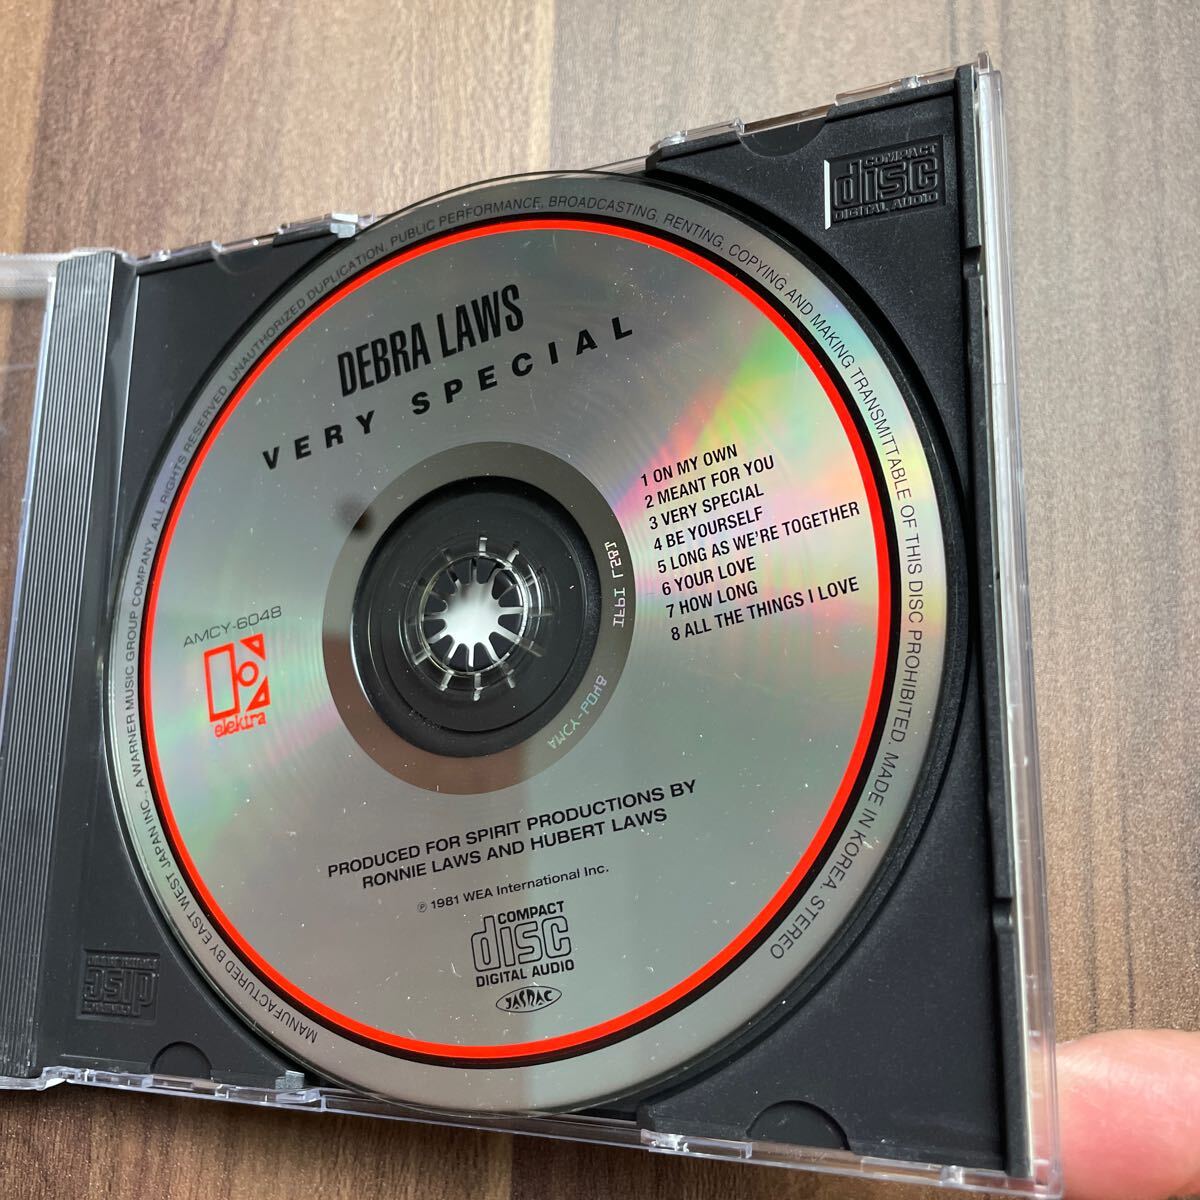 DEBRA LAWS
VERY SPECIAL
1 ON MY OWN
2 MEANT FOR YOU
3 VERY SPECIAL
4 BE YOURSELF
5 LONG AS WE'RE TOGETHER
6 YOUR LOVE
7 HOW LONG
8 ALL THE THINGS I LOVE
AMCY-6048
elektra
PRODUCED FOR SPIRIT PRODUCTIONS BY
RONNIE LAWS AND HUBERT LAWS
℗ 1981 WEA International Inc.
COMPACT
disc
DIGITAL AUDIO
JASRAC
MANUFACTURED BY EAST WEST JAPAN INC., A WARNER MUSIC GROUP COMPANY. ALL RIGHTS RESERVED. UNAUTHORIZED DUPLICATION, PUBLIC PERFORMANCE, BROADCASTING, RENTING, COPYING AND MAKING TRANSMITTABLE OF THIS DISC PROHIBITED. MADE IN KOREA. STEREO
COMPACT
disc
DIGITAL AUDIO
disc